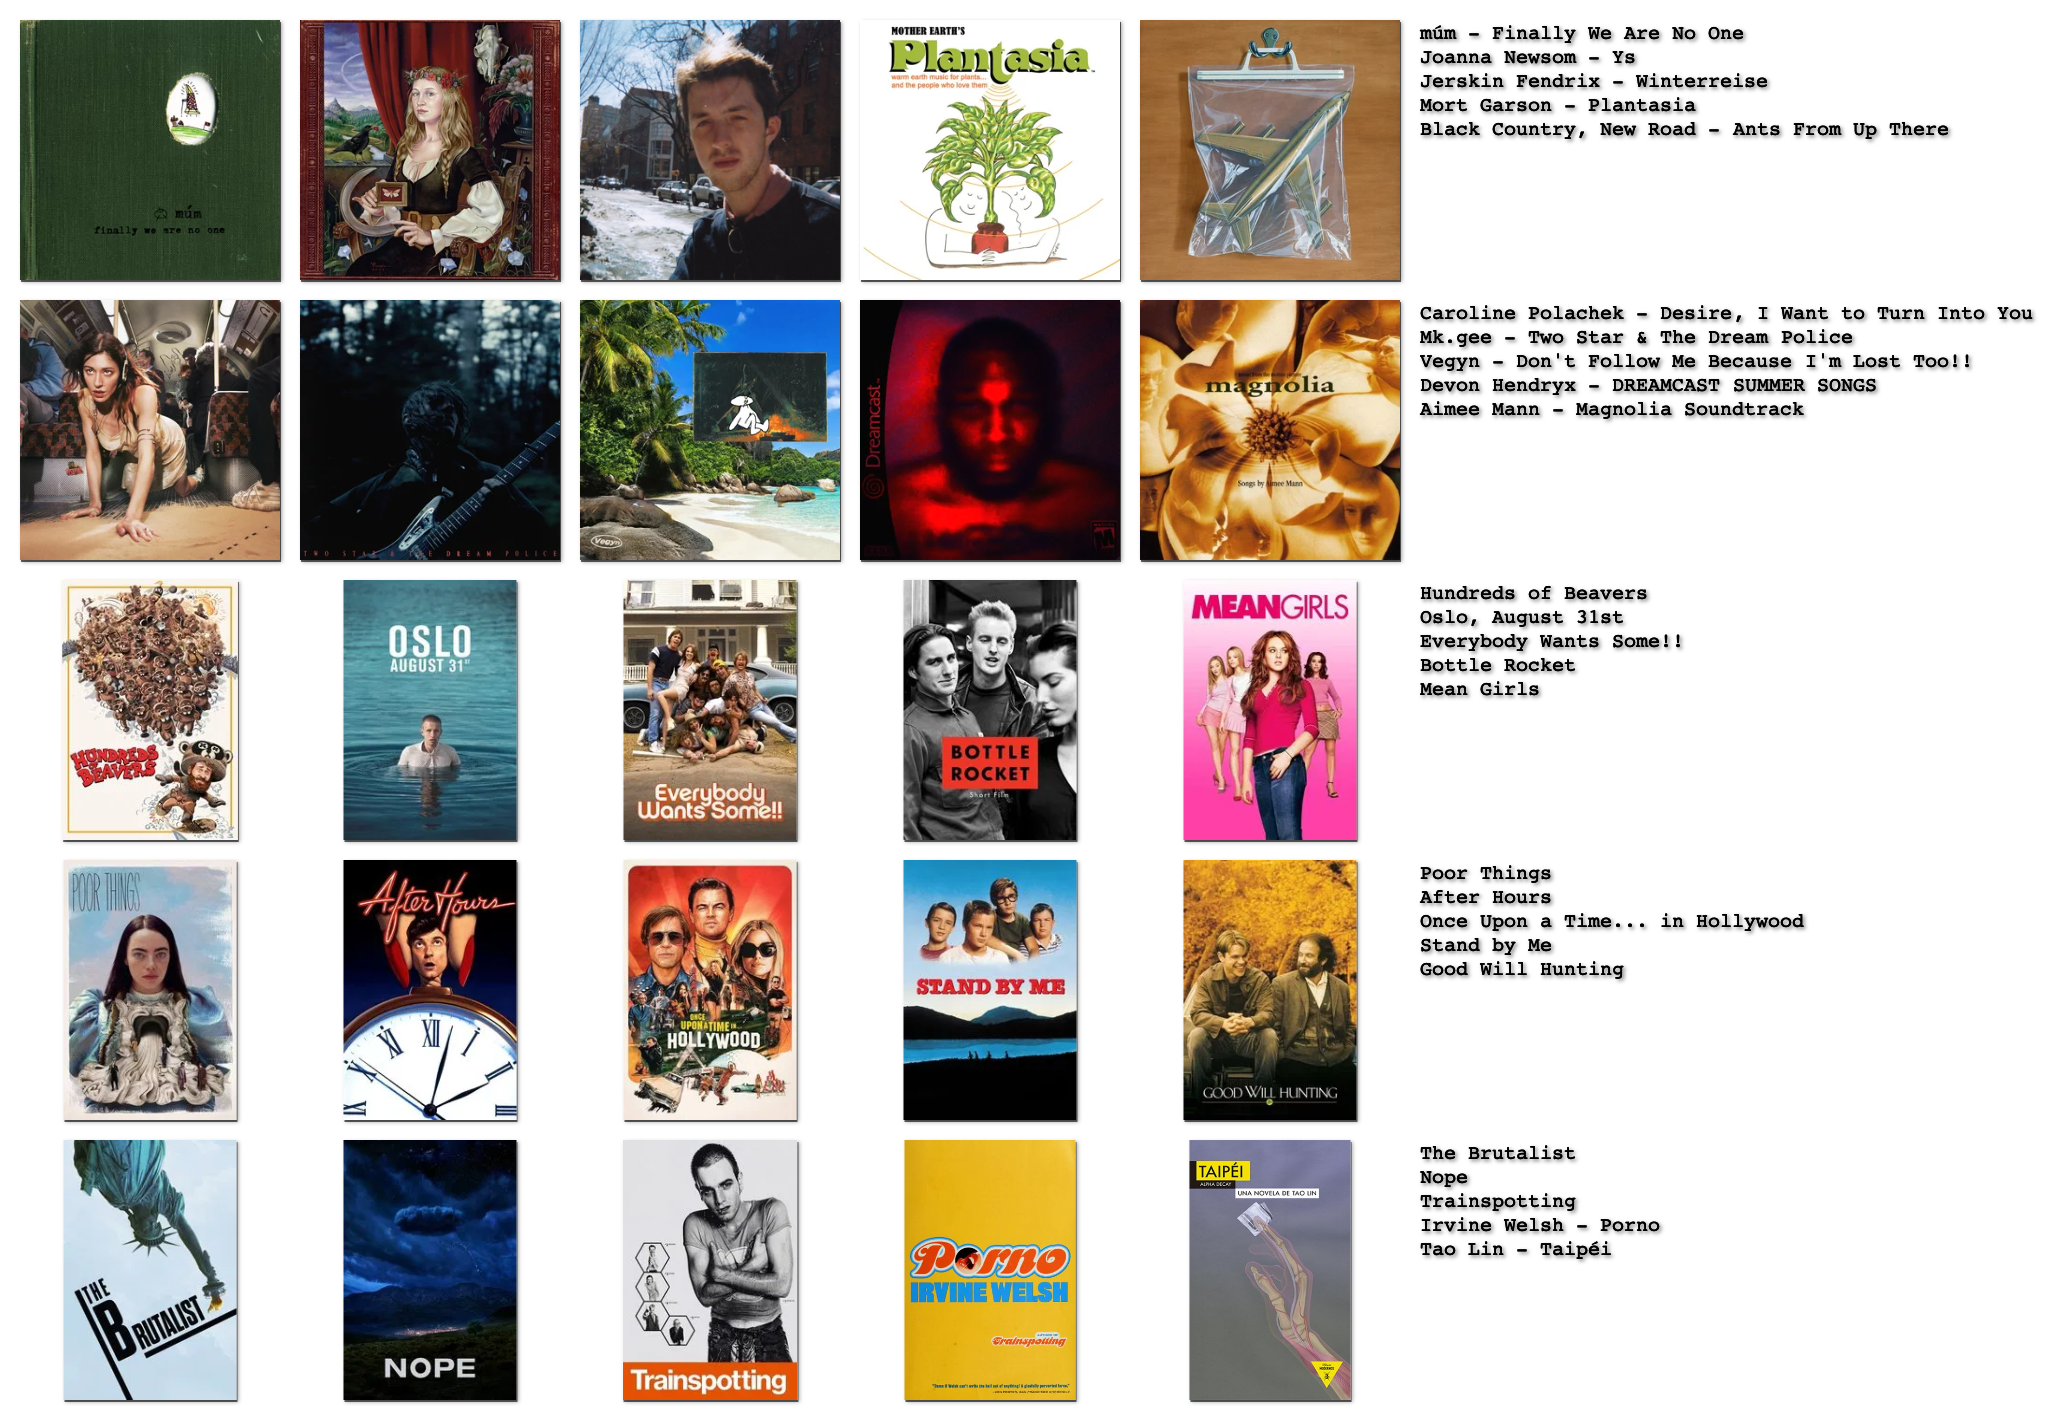 múm
finally we are no one
MOTHER EARTH'S
Plantasia
warm earth music for plants...
and the people who love them
múm - Finally We Are No One
Joanna Newsom - Ys
Jerskin Fendrix - Winterreise
Mort Garson - Plantasia
Black Country, New Road - Ants From Up There
TWO STAR & THE DREAM POLICE
Vegyn
Dreamcast
magnolia
Songs by Aimee Mann
Caroline Polachek - Desire, I Want to Turn Into You
Mk.gee - Two Star & The Dream Police
Vegyn - Don't Follow Me Because I'm Lost Too!!
Devon Hendryx - DREAMCAST SUMMER SONGS
Aimee Mann - Magnolia Soundtrack
HUNDREDS OF BEAVERS
OSLO
AUGUST 31ST
Everybody
Wants Some!!
BOTTLE
ROCKET
Short Film
MEAN GIRLS
Hundreds of Beavers
Oslo, August 31st
Everybody Wants Some!!
Bottle Rocket
Mean Girls
POOR THINGS
After Hours
XI XII I
ONCE
UPON A TIME IN
HOLLYWOOD
STAND BY ME
GOOD WILL HUNTING
Poor Things
After Hours
Once Upon a Time... in Hollywood
Stand by Me
Good Will Hunting
THE
BRUTALIST
NOPE
Trainspotting
Porno
IRVINE WELSH
Trainspotting
TAIPÉI
ALPHA DECAY
UNA NOVELA DE TAO LIN
The Brutalist
Nope
Trainspotting
Irvine Welsh - Porno
Tao Lin - Taipéi